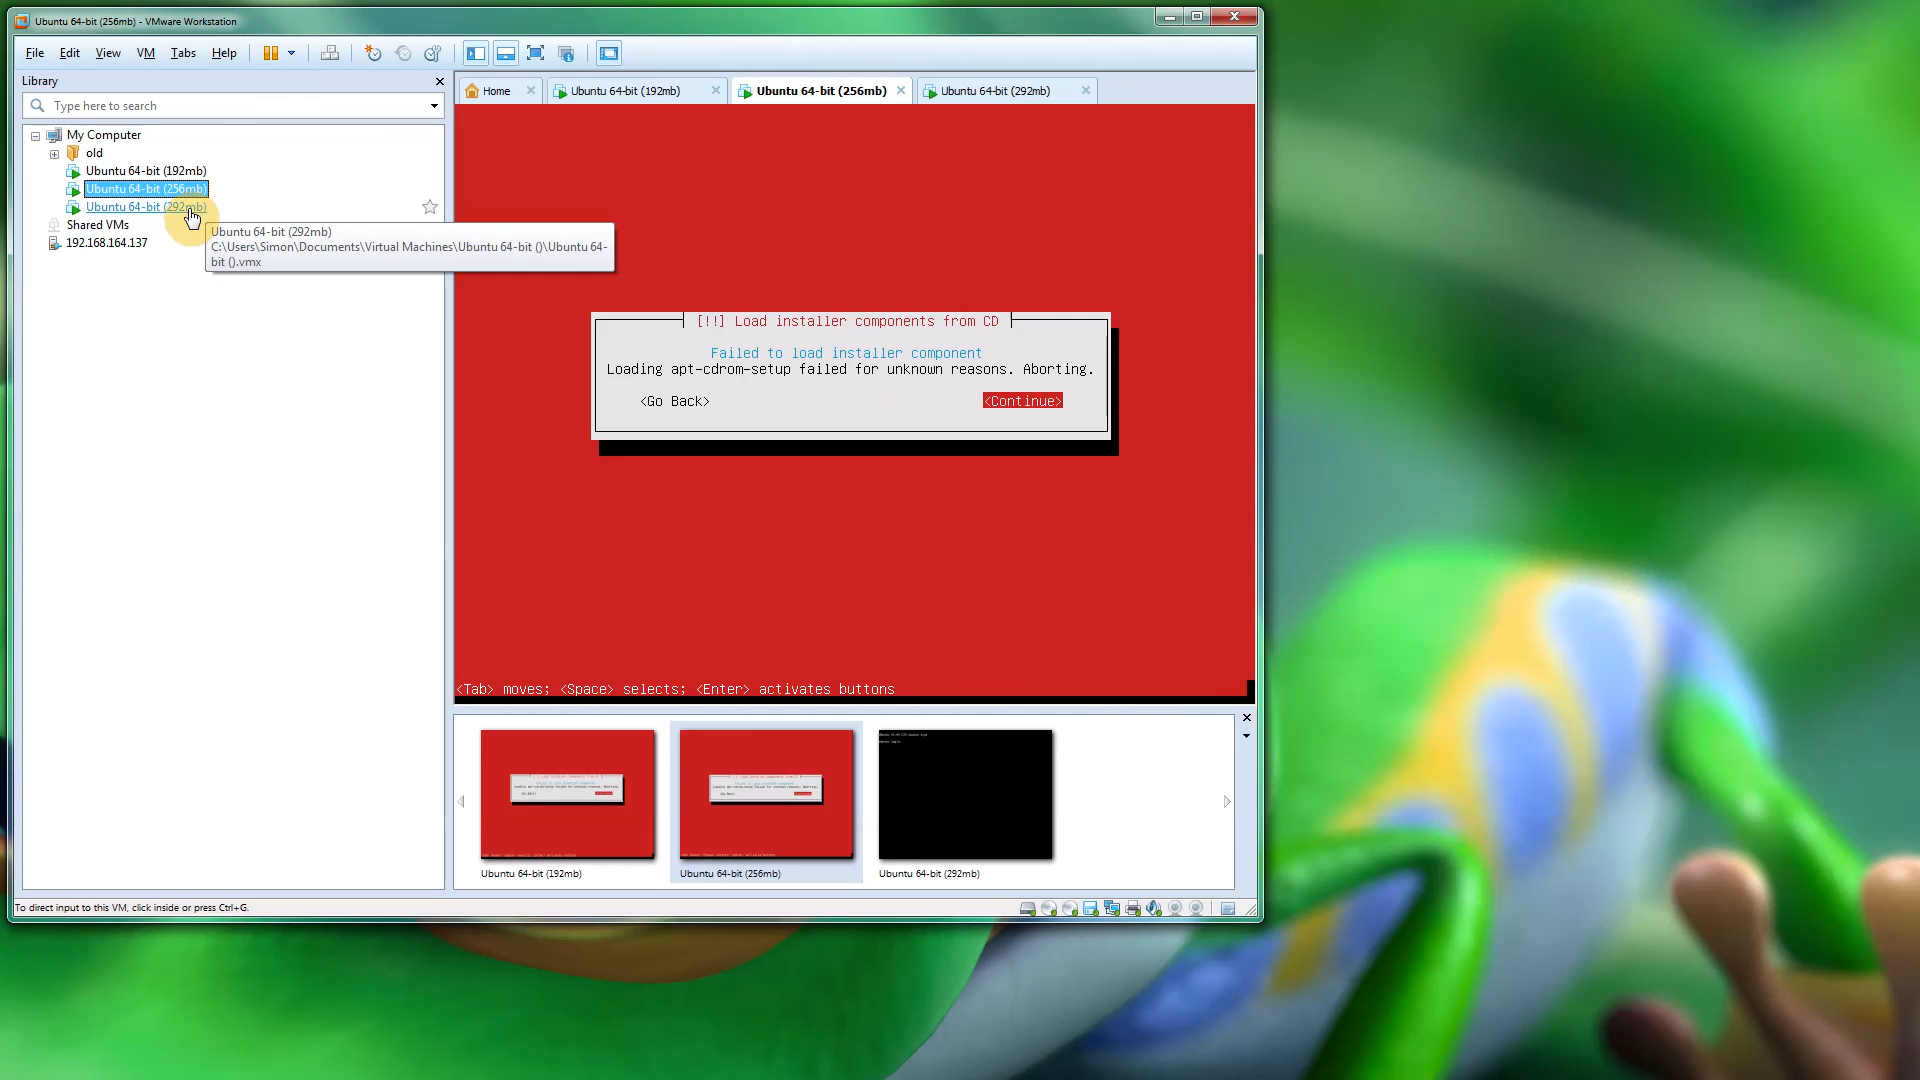 Ubuntu 64-bit (256mb) - VMware Workstation
File Edit View VM Tabs Help
Library
Type here to search
Home Ubuntu 64-bit (192mb) Ubuntu 64-bit (256mb) Ubuntu 64-bit (292mb)
My Computer
old
Ubuntu 64-bit (192mb)
Ubuntu 64-bit (256mb)
Ubuntu 64-bit (292mb)
Shared VMs
192.168.164.137
Ubuntu 64-bit (292mb)
C:\Users\Simon\Documents\Virtual Machines\Ubuntu 64-bit ()\Ubuntu 64-
bit ().vmx
[!!] Load installer components from CD
Failed to load installer component
Loading apt-cdrom-setup failed for unknown reasons. Aborting.
<Go Back> <Continue>
<Tab> moves; <Space> selects; <Enter> activates buttons
Ubuntu 64-bit (192mb) Ubuntu 64-bit (256mb) Ubuntu 64-bit (292mb)
To direct input to this VM, click inside or press Ctrl+G.